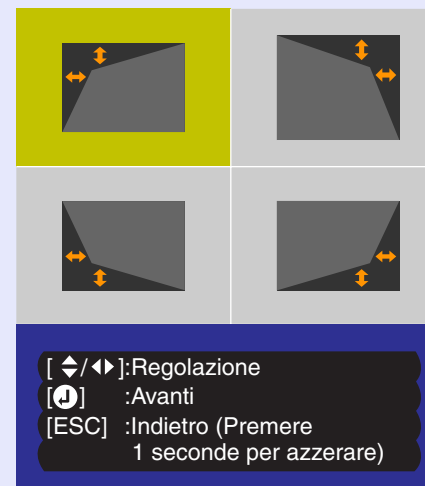 [ ⬍/⬌ ]:Regolazione
[⏎] :Avanti
[ESC] :Indietro (Premere
1 seconde per azzerare)